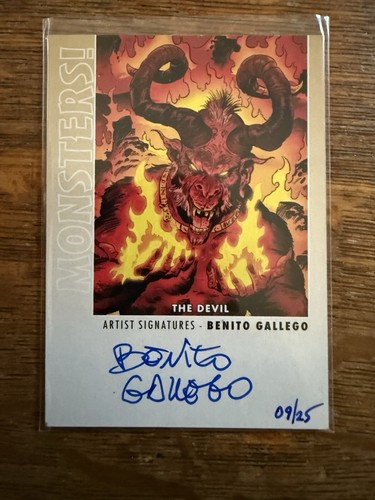 MONSTERS!
THE DEVIL
ARTIST SIGNATURES - BENITO GALLEGO
BENITO
GALLEGO
09/25